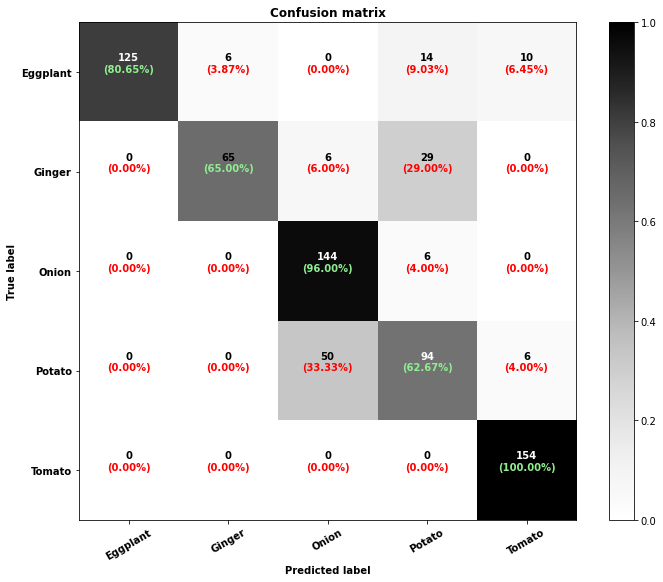 Confusion matrix
125 6 0 14 10
Eggplant (80.65%) (3.87%) (0.00%) (9.03%) (6.45%)
0 65 6 29 0
Ginger (0.00%) (65.00%) (6.00%) (29.00%) (0.00%)
0 0 144 6 0
Onion (0.00%) (0.00%) (96.00%) (4.00%) (0.00%)
0 0 50 94 6
Potato (0.00%) (0.00%) (33.33%) (62.67%) (4.00%)
0 0 0 0 154
Tomato (0.00%) (0.00%) (0.00%) (0.00%) (100.00%)
True label
Eggplant Ginger Onion Potato Tomato
Predicted label
1.0
0.8
0.6
0.4
0.2
0.0